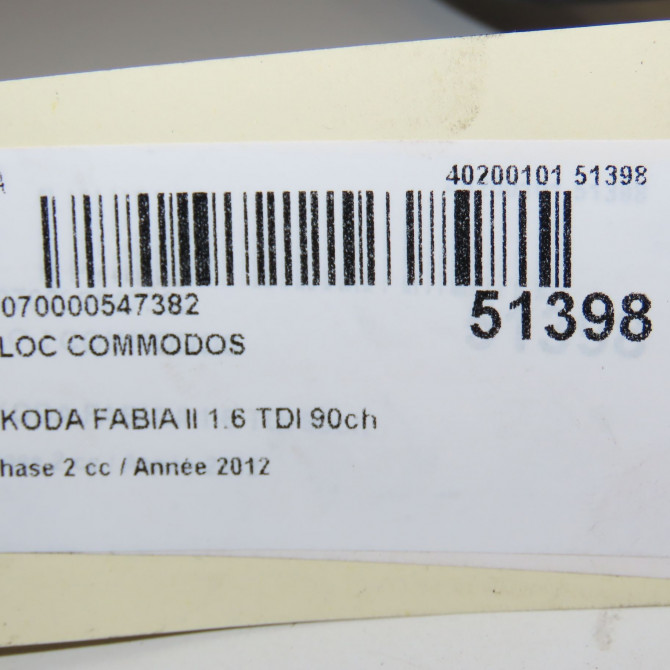 40200101 51398
070000547382
51398
LOC COMMODOS
KODA FABIA II 1.6 TDI 90ch
hase 2 cc / Année 2012